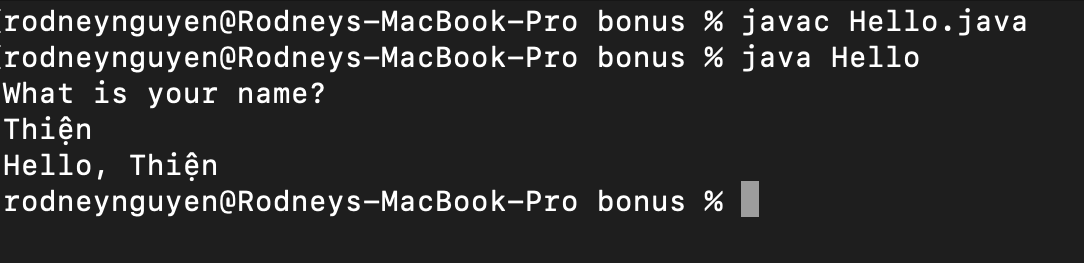 rodneynguyen@Rodneys-MacBook-Pro bonus % javac Hello.java
rodneynguyen@Rodneys-MacBook-Pro bonus % java Hello
What is your name?
Thiện
Hello, Thiện
rodneynguyen@Rodneys-MacBook-Pro bonus %